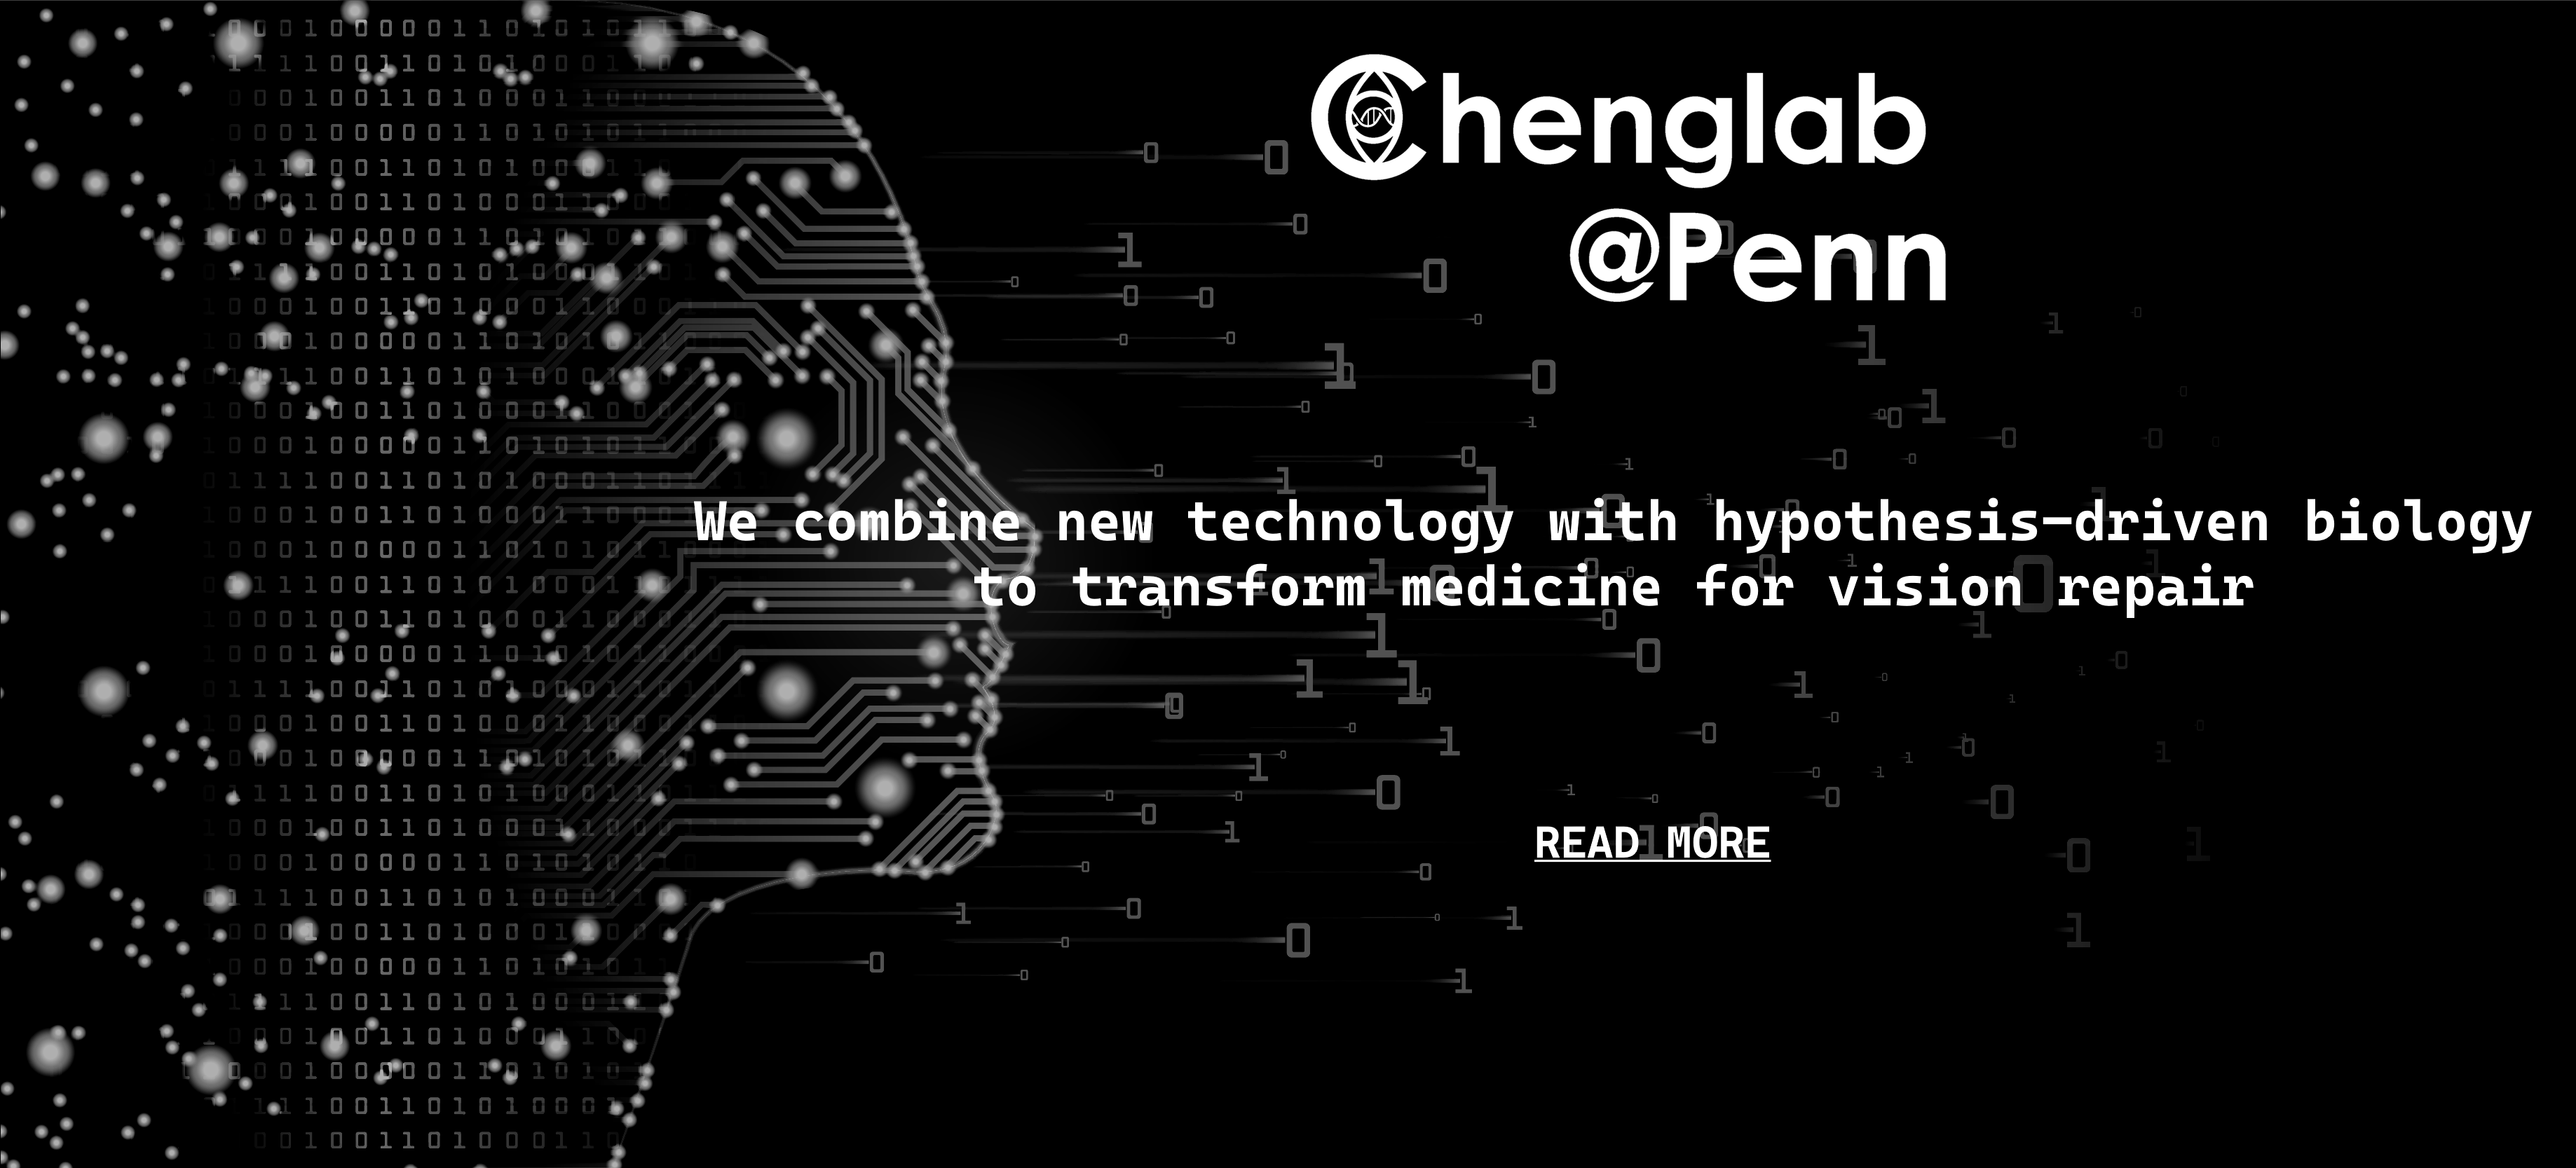 Chenglab
@Penn
We combine new technology with hypothesis-driven biology
to transform medicine for vision repair
READ MORE